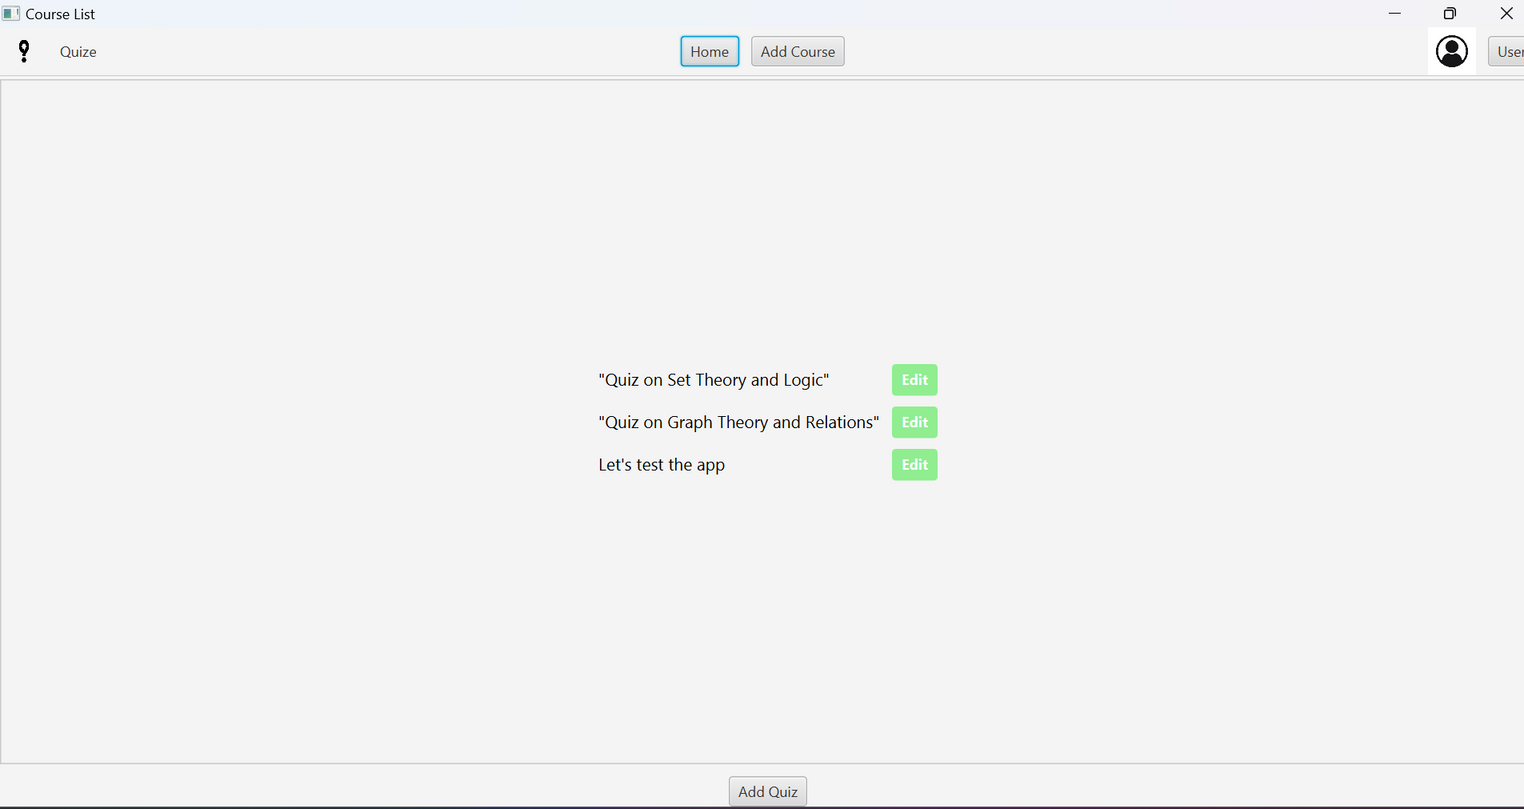 Course List
Quize
Home
Add Course
User
"Quiz on Set Theory and Logic"
Edit
"Quiz on Graph Theory and Relations"
Edit
Let's test the app
Edit
Add Quiz